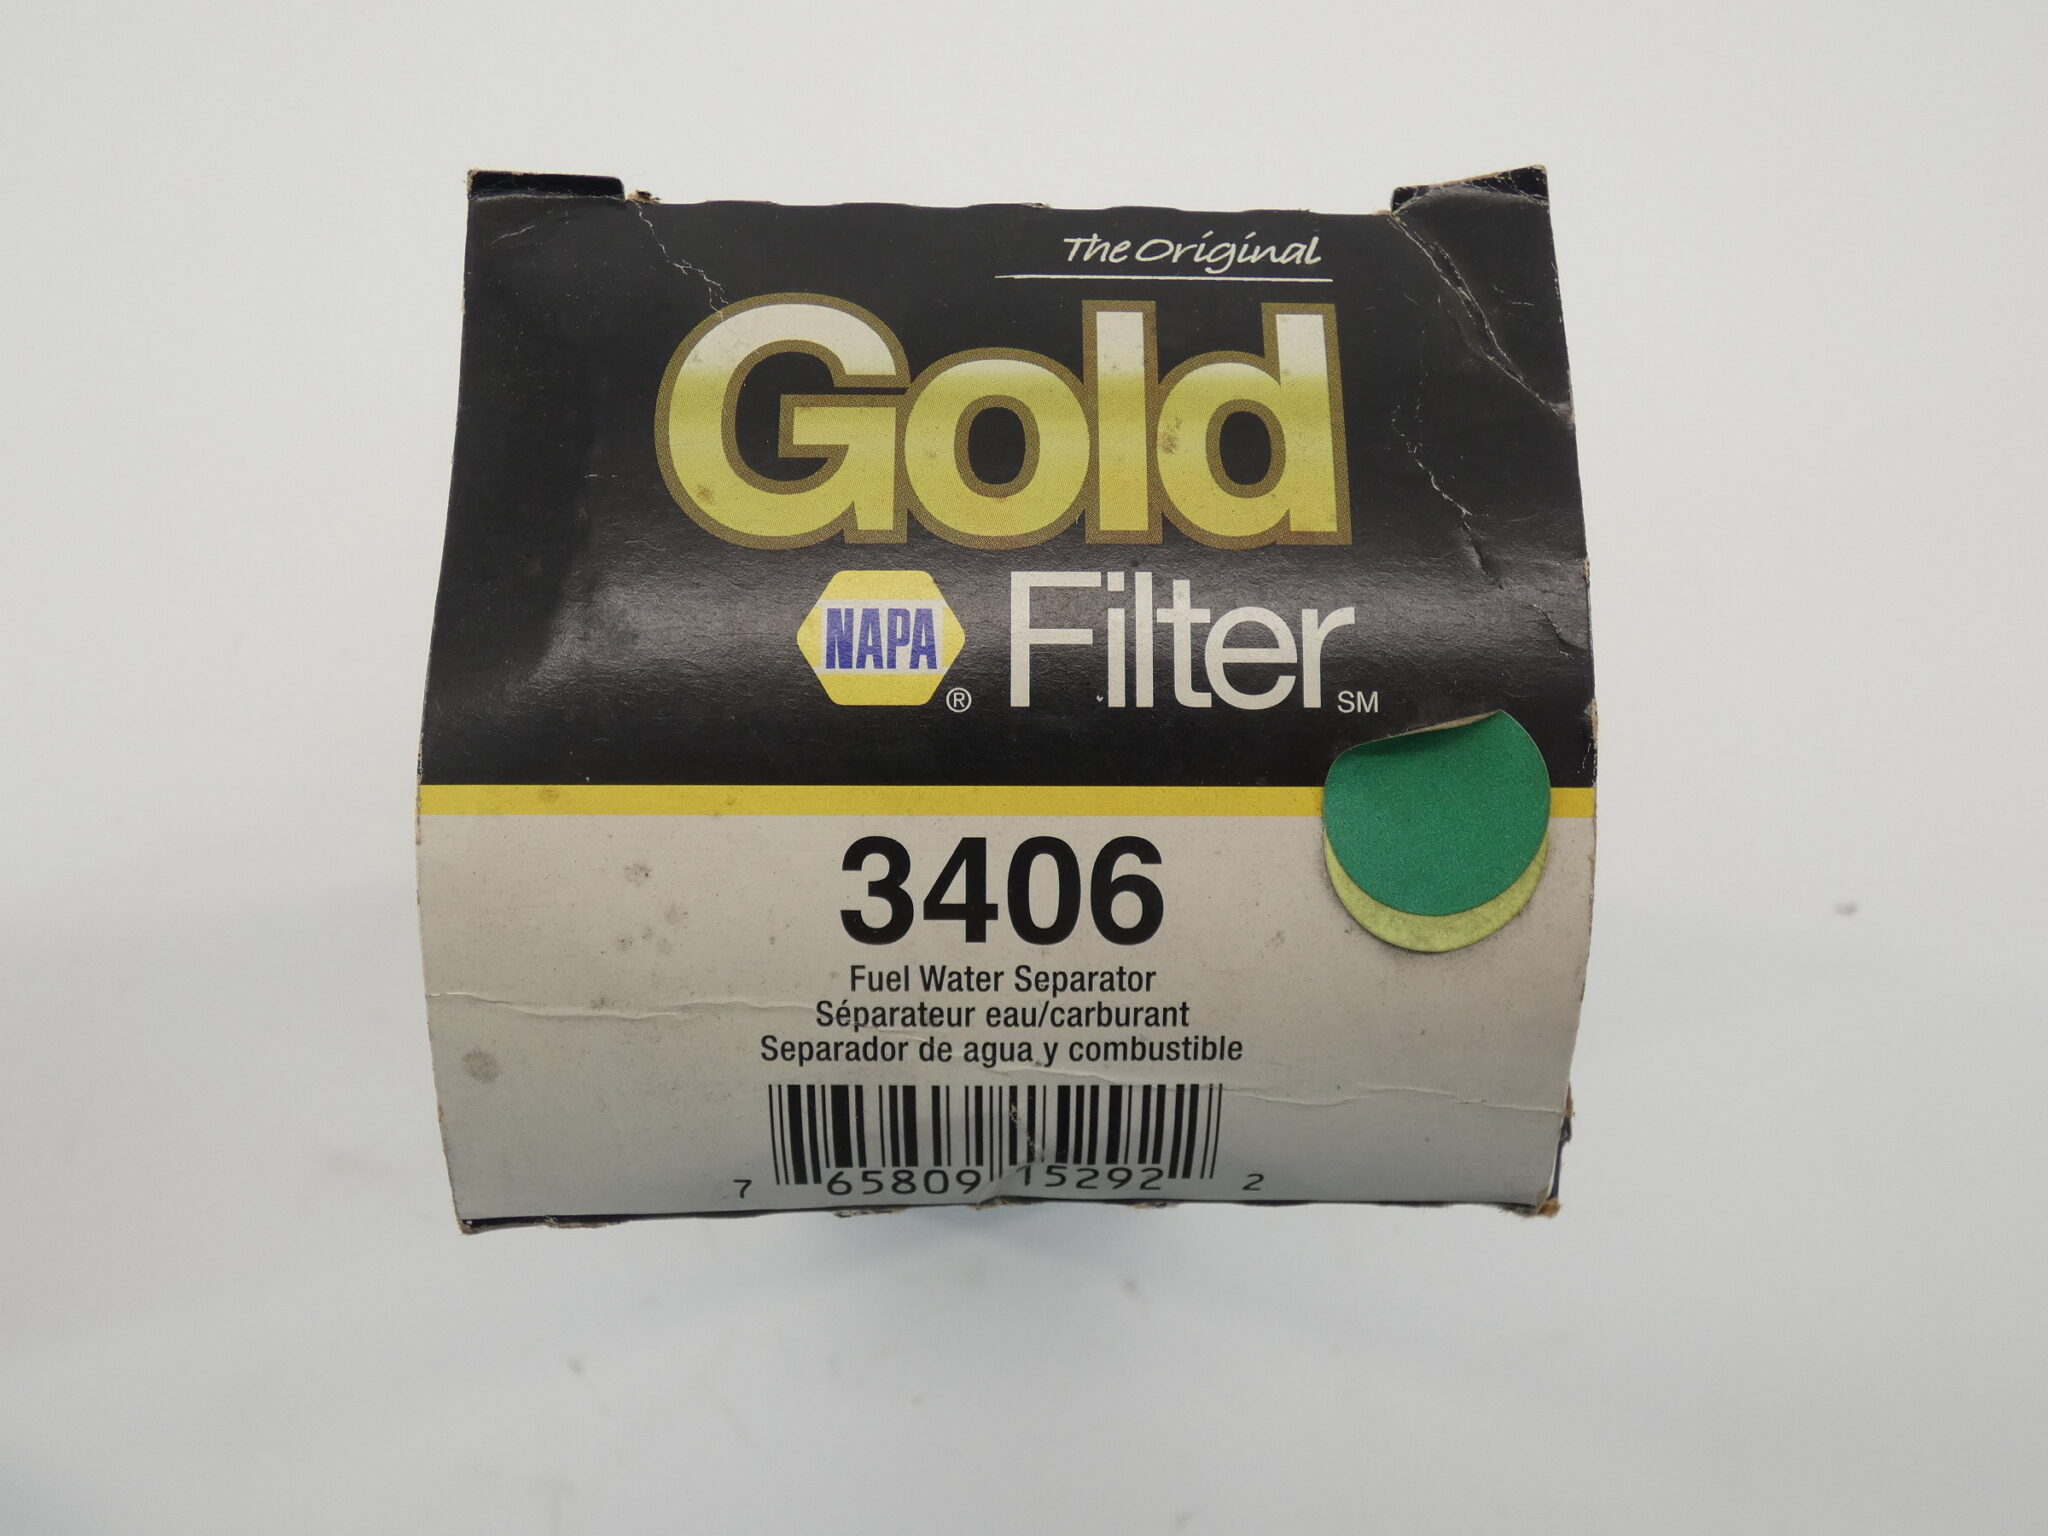 The Original
Gold
NAPA® Filter SM
3406
Fuel Water Separator
Séparateur eau/carburant
Separador de agua y combustible
7 65809 15292 2